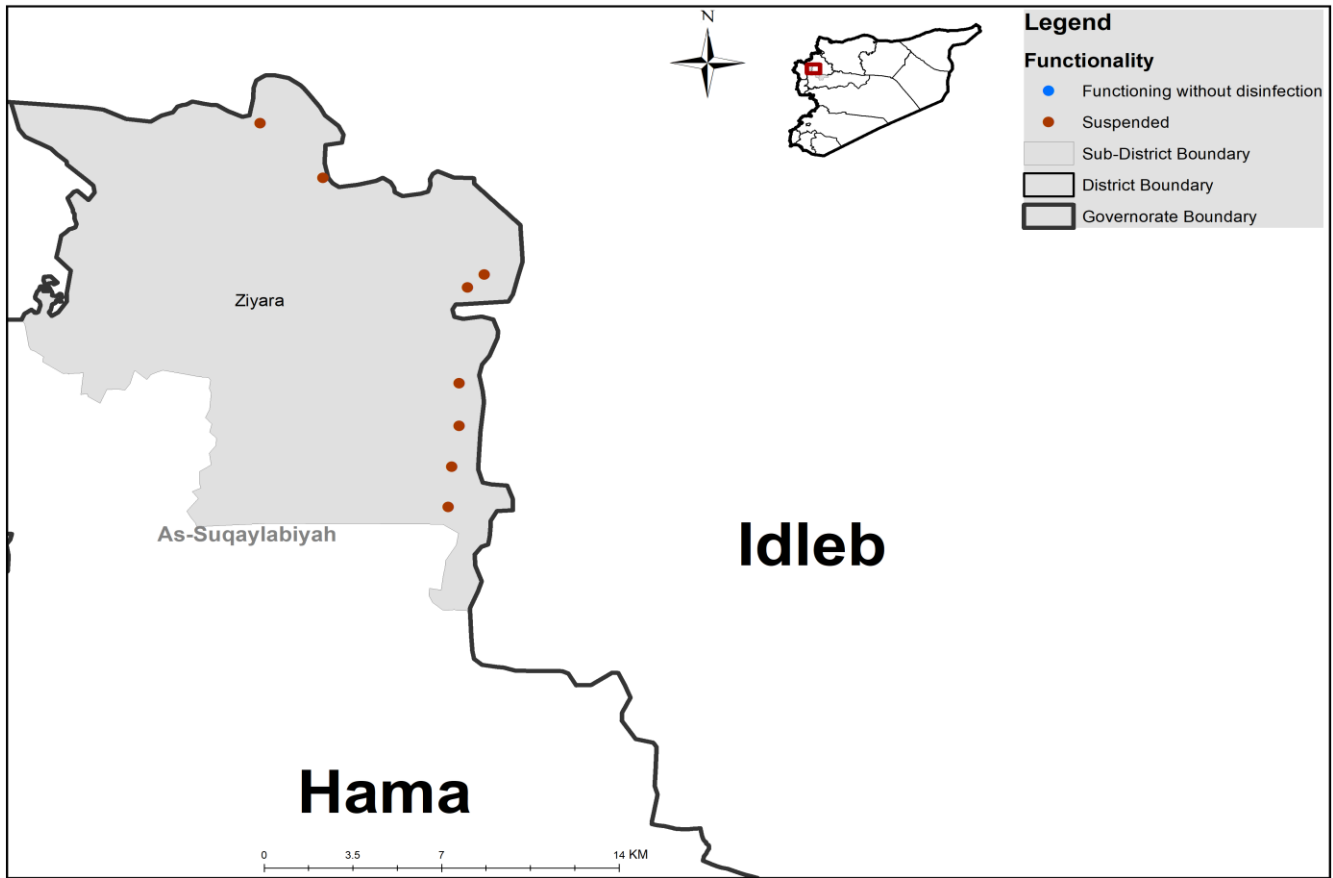 N
Legend
Functionality
Functioning without disinfection
Suspended
Sub-District Boundary
District Boundary
Governorate Boundary
Ziyara
As-Suqaylabiyah
Idleb
Hama
0 3.5 7 14 KM